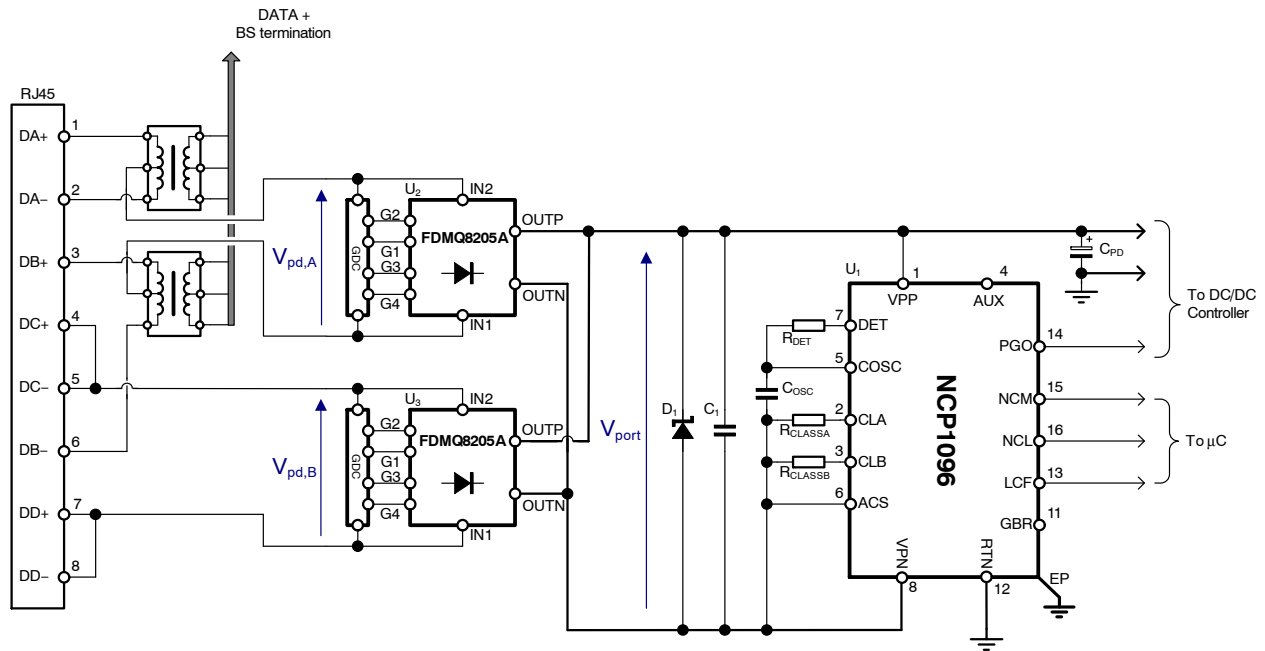 DATA +
BS termination
RJ45
DA+
1
DA−
2
DB+
3
DC+
4
DC−
5
DB−
6
DD+
7
DD−
8
Vpd,A
GDC
G2
G1
G3
G4
U2
IN2
FDMQ8205A
OUTP
OUTN
IN1
Vpd,B
GDC
G2
G1
G3
G4
U3
IN2
FDMQ8205A
OUTP
OUTN
IN1
Vport
D1
C1
RDET
COSC
RCLASSA
RCLASSB
U1
NCP1096
1
VPP
4
AUX
7
DET
5
COSC
2
CLA
3
CLB
6
ACS
VPN
8
RTN
12
EP
PGO
14
NCM
15
NCL
16
LCF
13
GBR
11
+
CPD
To DC/DC
Controller
To µC